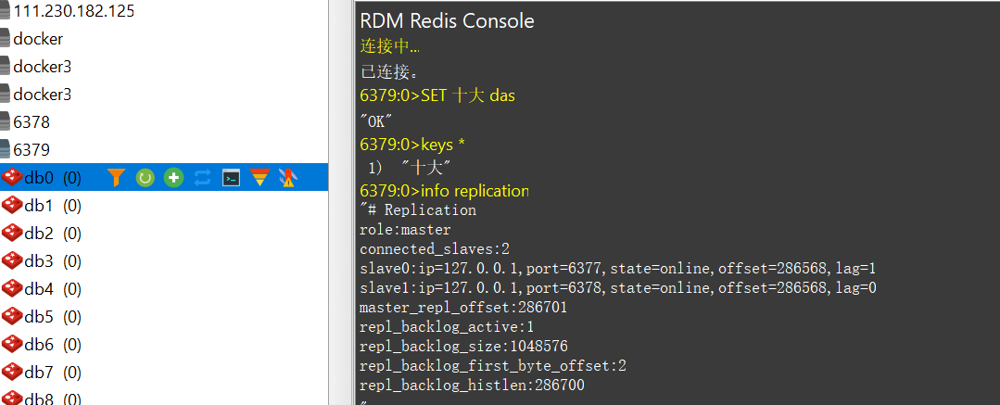 111.230.182.125
docker
docker3
docker3
6378
6379
db0 (0)
db1 (0)
db2 (0)
db3 (0)
db4 (0)
db5 (0)
db6 (0)
db7 (0)
db8 (0)
RDM Redis Console
连接中...
已连接。
6379:0>SET 十大 das
"OK"
6379:0>keys *
1) "十大"
6379:0>info replication
"# Replication
role:master
connected_slaves:2
slave0:ip=127.0.0.1,port=6377,state=online,offset=286568,lag=1
slave1:ip=127.0.0.1,port=6378,state=online,offset=286568,lag=0
master_repl_offset:286701
repl_backlog_active:1
repl_backlog_size:1048576
repl_backlog_first_byte_offset:2
repl_backlog_histlen:286700
"